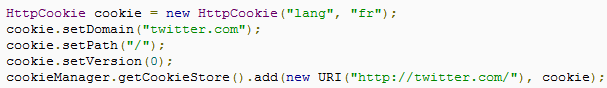 HttpCookie cookie = new HttpCookie("lang", "fr");
cookie.setDomain("twitter.com");
cookie.setPath("/");
cookie.setVersion(0);
cookieManager.getCookieStore().add(new URI("http://twitter.com/"), cookie);